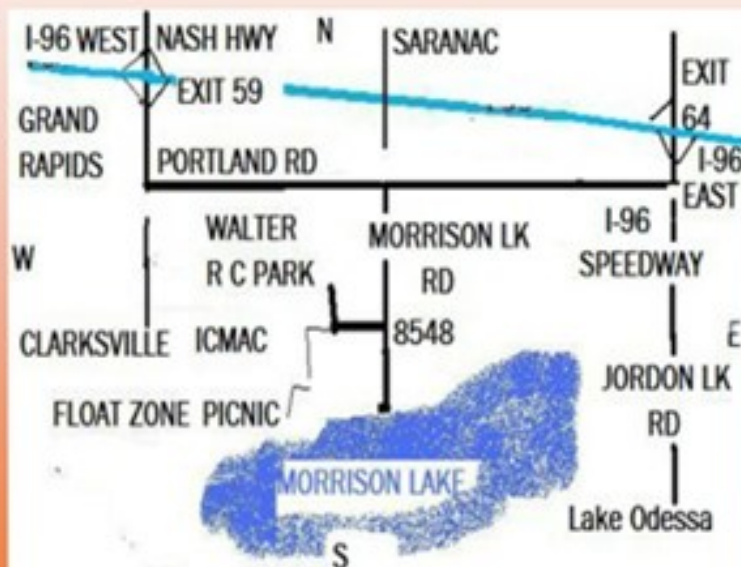 I-96 WEST NASH HWY N SARANAC
EXIT 59
EXIT
64
GRAND
RAPIDS
PORTLAND RD
I-96
EAST
W
WALTER
R C PARK
MORRISON LK
RD
I-96
SPEEDWAY
E
CLARKSVILLE ICMAC
8548
FLOAT ZONE PICNIC
JORDON LK
RD
MORRISON LAKE
Lake Odessa
S